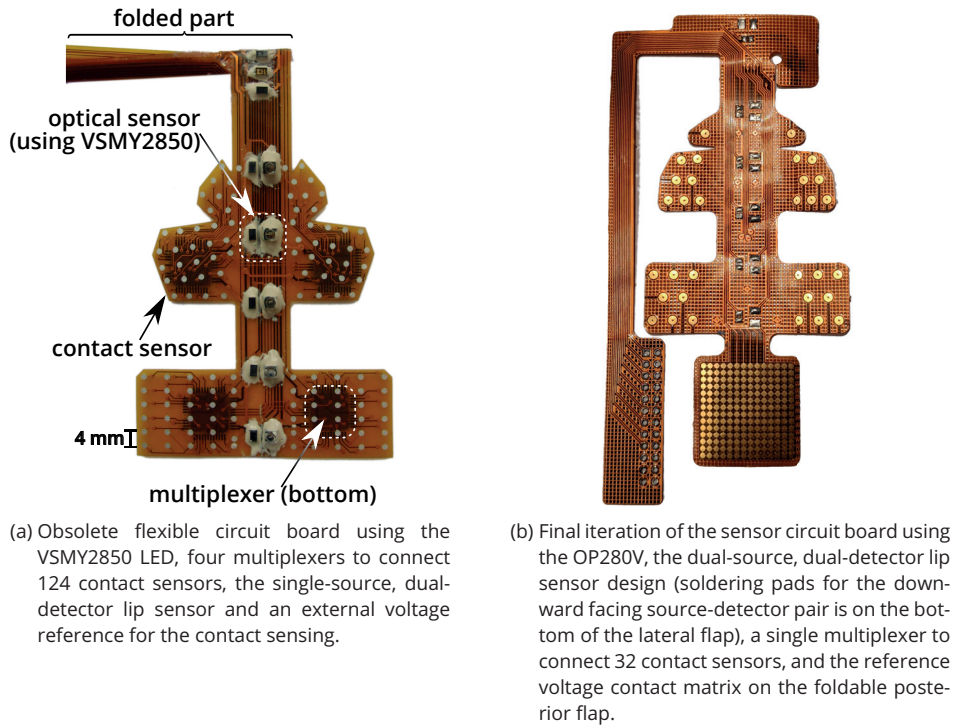 folded part
optical sensor
(using VSMY2850)
contact sensor
4 mm
multiplexer (bottom)
(a) Obsolete flexible circuit board using the
VSMY2850 LED, four multiplexers to connect
124 contact sensors, the single-source, dual-
detector lip sensor and an external voltage
reference for the contact sensing.
(b) Final iteration of the sensor circuit board using
the OP280V, the dual-source, dual-detector lip
sensor design (soldering pads for the down-
ward facing source-detector pair is on the bot-
tom of the lateral flap), a single multiplexer to
connect 32 contact sensors, and the reference
voltage contact matrix on the foldable poste-
rior flap.